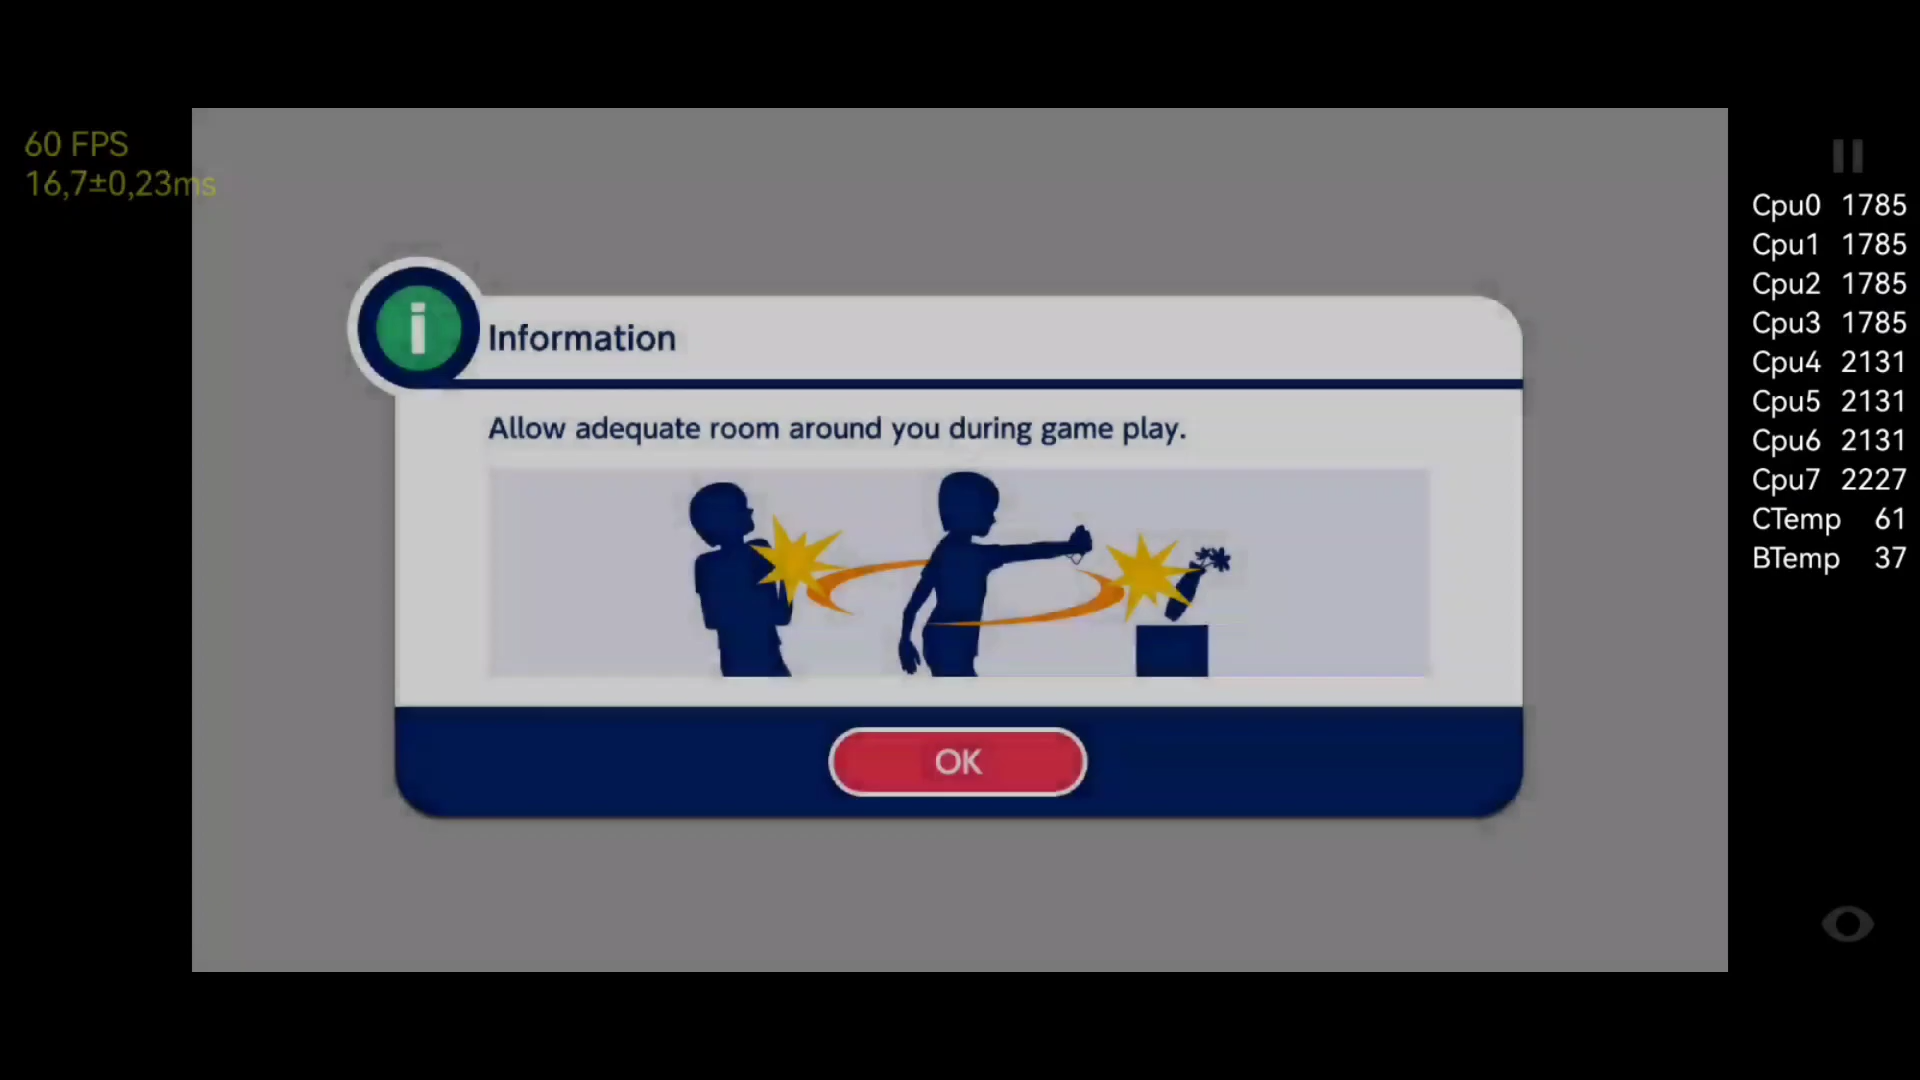 60 FPS
16,7±0,23ms
Information
Allow adequate room around you during game play.
OK
Cpu0 1785
Cpu1 1785
Cpu2 1785
Cpu3 1785
Cpu4 2131
Cpu5 2131
Cpu6 2131
Cpu7 2227
CTemp 61
BTemp 37